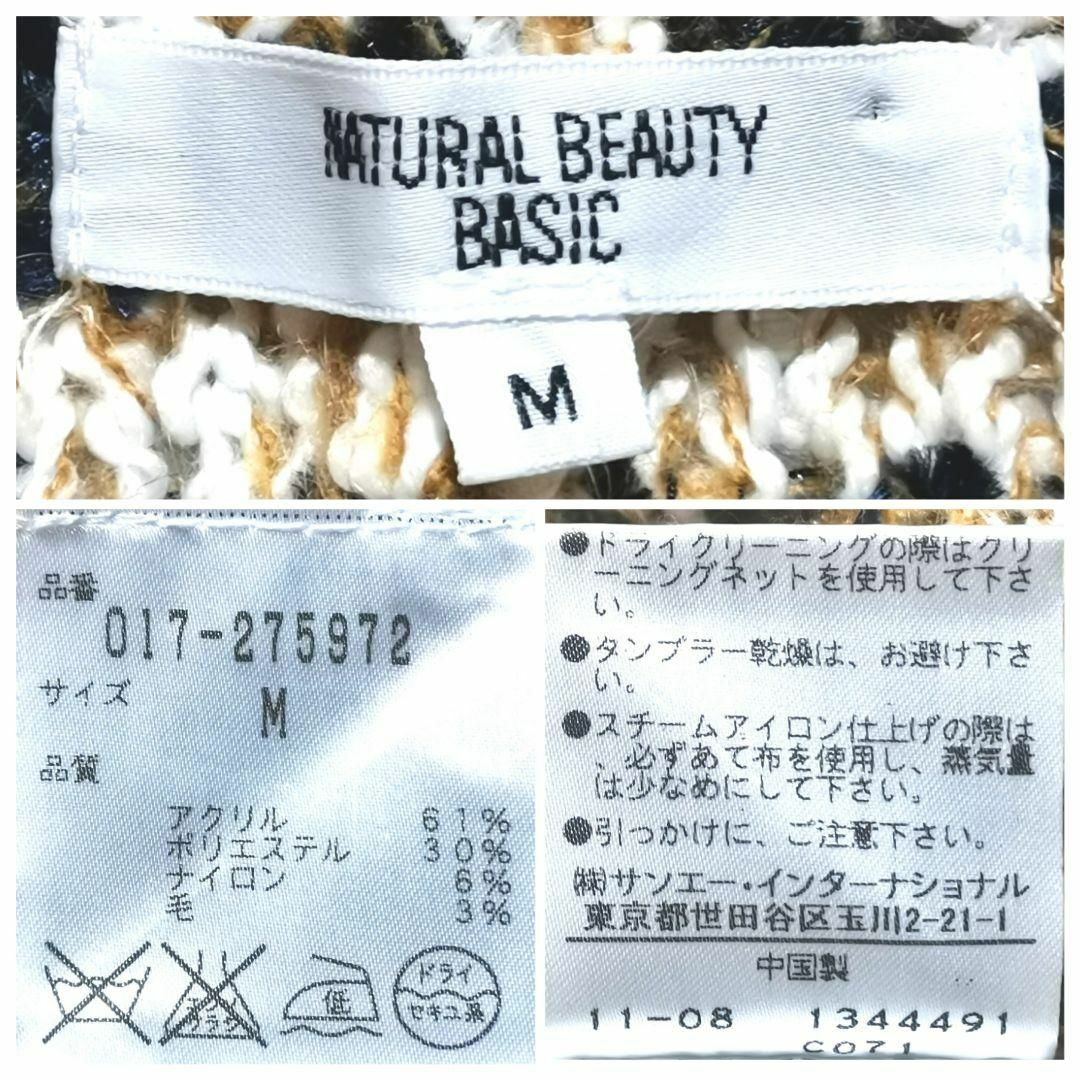 NATURAL BEAUTY
BASIC
M
品番
017-275972
サイズ
M
品質
アクリル 61%
ポリエステル 30%
ナイロン 6%
毛 3%
低
ドライ
セキユ系
●ドライクリーニングの際はクリ
ーニングネットを使用して下さ
い。
●タンブラー乾燥は、お避け下さ
い。
●スチームアイロン仕上げの際は
、必ずあて布を使用し、蒸気量
は少なめにして下さい。
●引っかけに、ご注意下さい。
㈱サンエー・インターナショナル
東京都世田谷区玉川2-21-1
中国製
11-08 1344491
C071